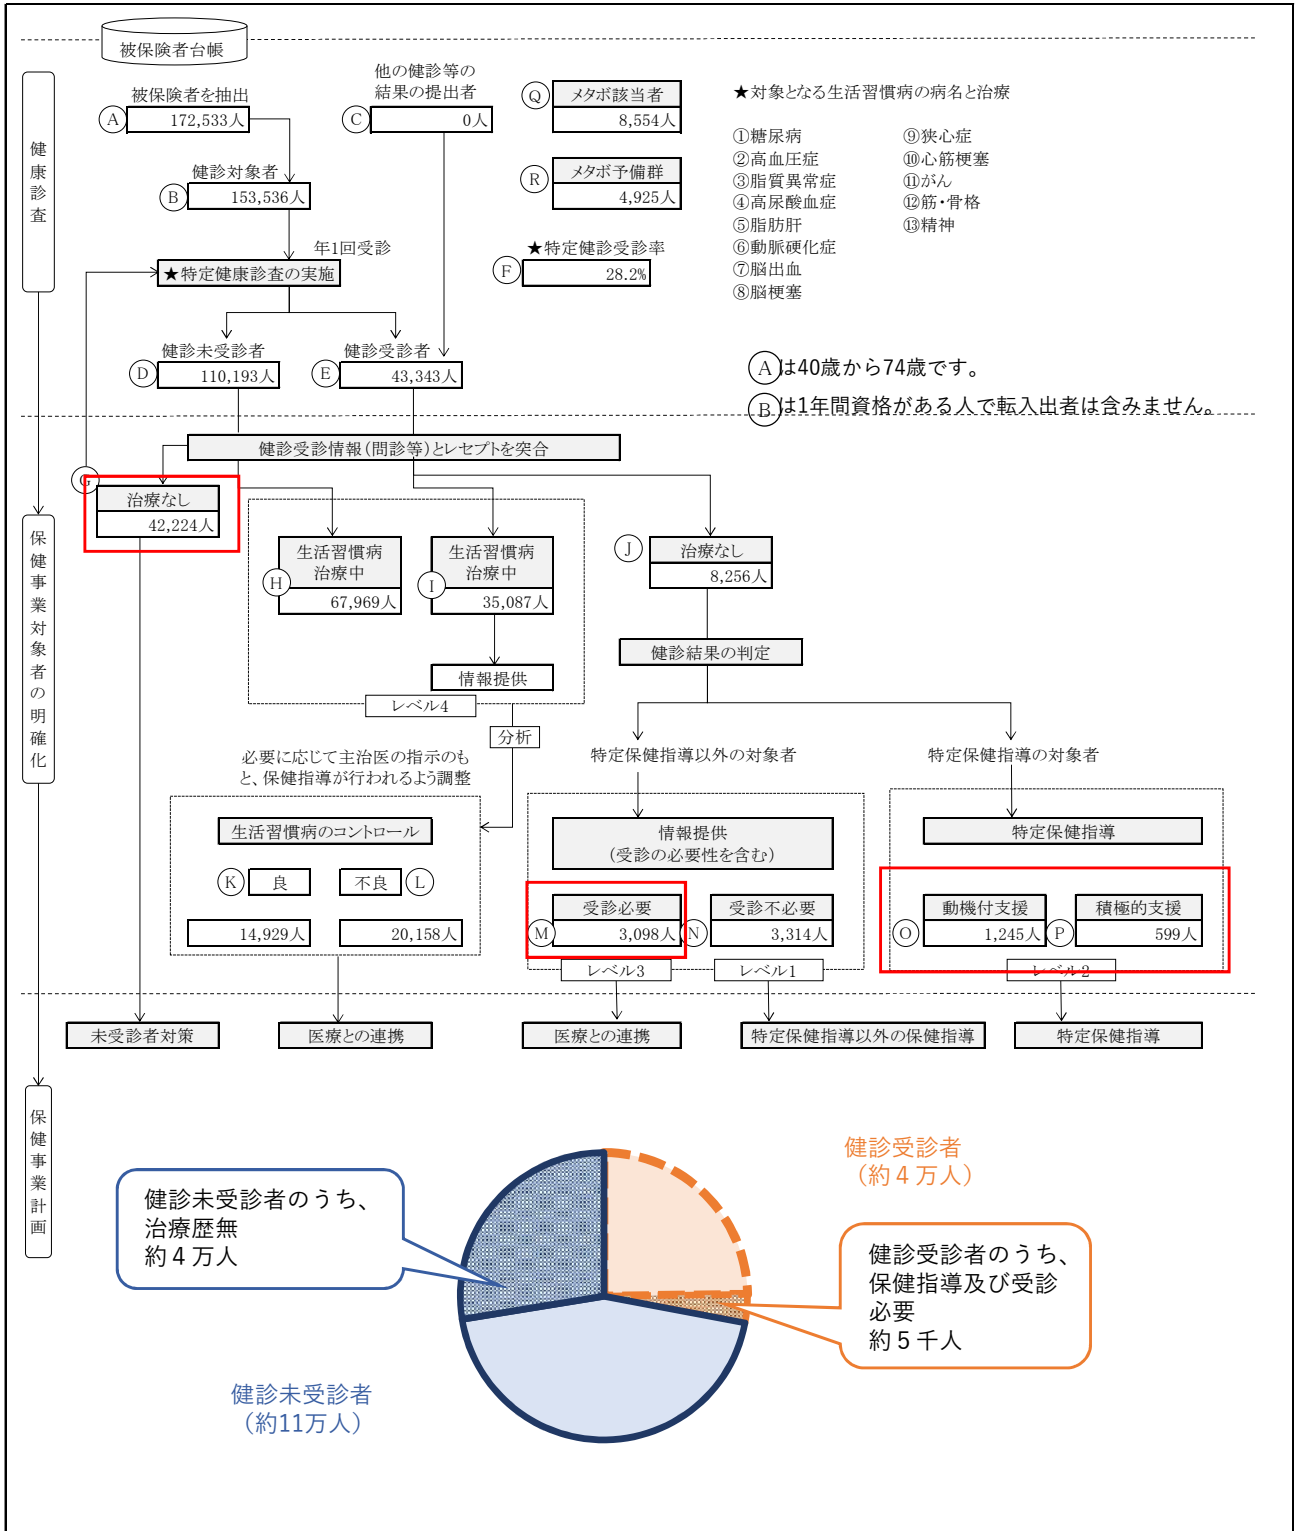 被保険者台帳
健康診査
被保険者を抽出
A
172,533人
他の健診等の
結果の提出者
C
0人
Q
メタボ該当者
8,554人
★対象となる生活習慣病の病名と治療
①糖尿病
②高血圧症
③脂質異常症
④高尿酸血症
⑤脂肪肝
⑥動脈硬化症
⑦脳出血
⑧脳梗塞
⑨狭心症
⑩心筋梗塞
⑪がん
⑫筋・骨格
⑬精神
健診対象者
B
153,536人
R
メタボ予備群
4,925人
年1回受診
★特定健康診査の実施
★特定健診受診率
F
28.2%
健診未受診者
D
110,193人
健診受診者
E
43,343人
Aは40歳から74歳です。
Bは1年間資格がある人で転入出者は含みません。
保健事業対象者の明確化
健診受診情報(問診等)とレセプトを突合
G
治療なし
42,224人
生活習慣病
治療中
H
67,969人
生活習慣病
治療中
I
35,087人
J
治療なし
8,256人
情報提供
レベル4
健診結果の判定
分析
必要に応じて主治医の指示のも
と、保健指導が行われるよう調整
特定保健指導以外の対象者
特定保健指導の対象者
生活習慣病のコントロール
K
良
不良
L
14,929人
20,158人
情報提供
(受診の必要性を含む)
受診必要
M
3,098人
受診不必要
N
3,314人
レベル3
レベル1
特定保健指導
動機付支援
O
1,245人
積極的支援
P
599人
レベル2
未受診者対策
医療との連携
医療との連携
特定保健指導以外の保健指導
特定保健指導
保健事業計画
健診受診者
（約４万人）
健診未受診者のうち、
治療歴無
約４万人
健診受診者のうち、
保健指導及び受診
必要
約５千人
健診未受診者
（約11万人）